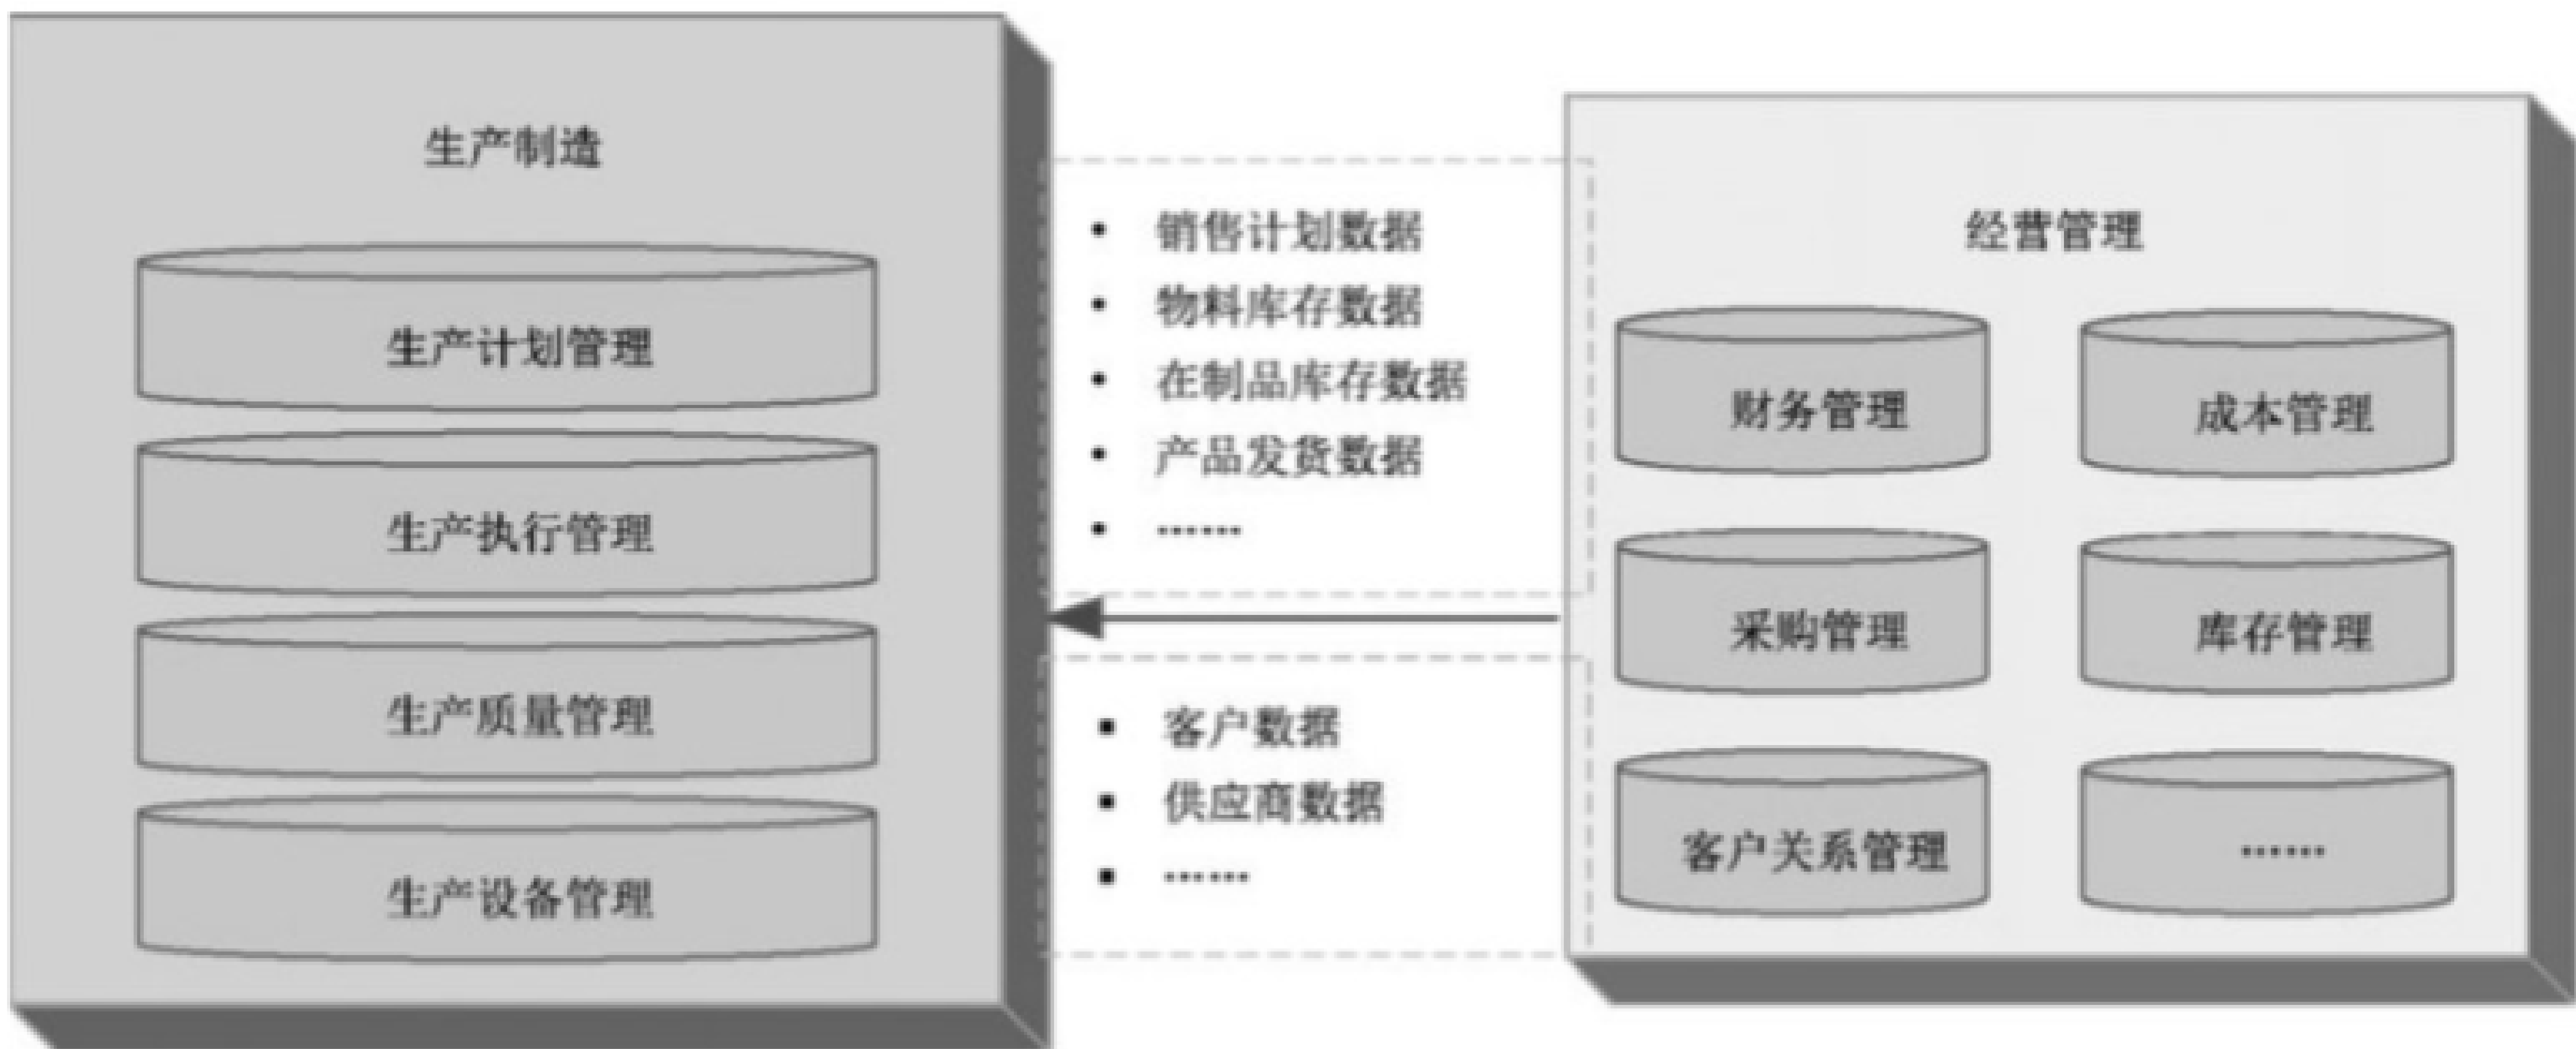 生产制造
生产计划管理
生产执行管理
生产质量管理
生产设备管理
• 销售计划数据
• 物料库存数据
• 在制品库存数据
• 产品发货数据
• ……
▪ 客户数据
▪ 供应商数据
▪ ……
经营管理
财务管理
成本管理
采购管理
库存管理
客户关系管理
……